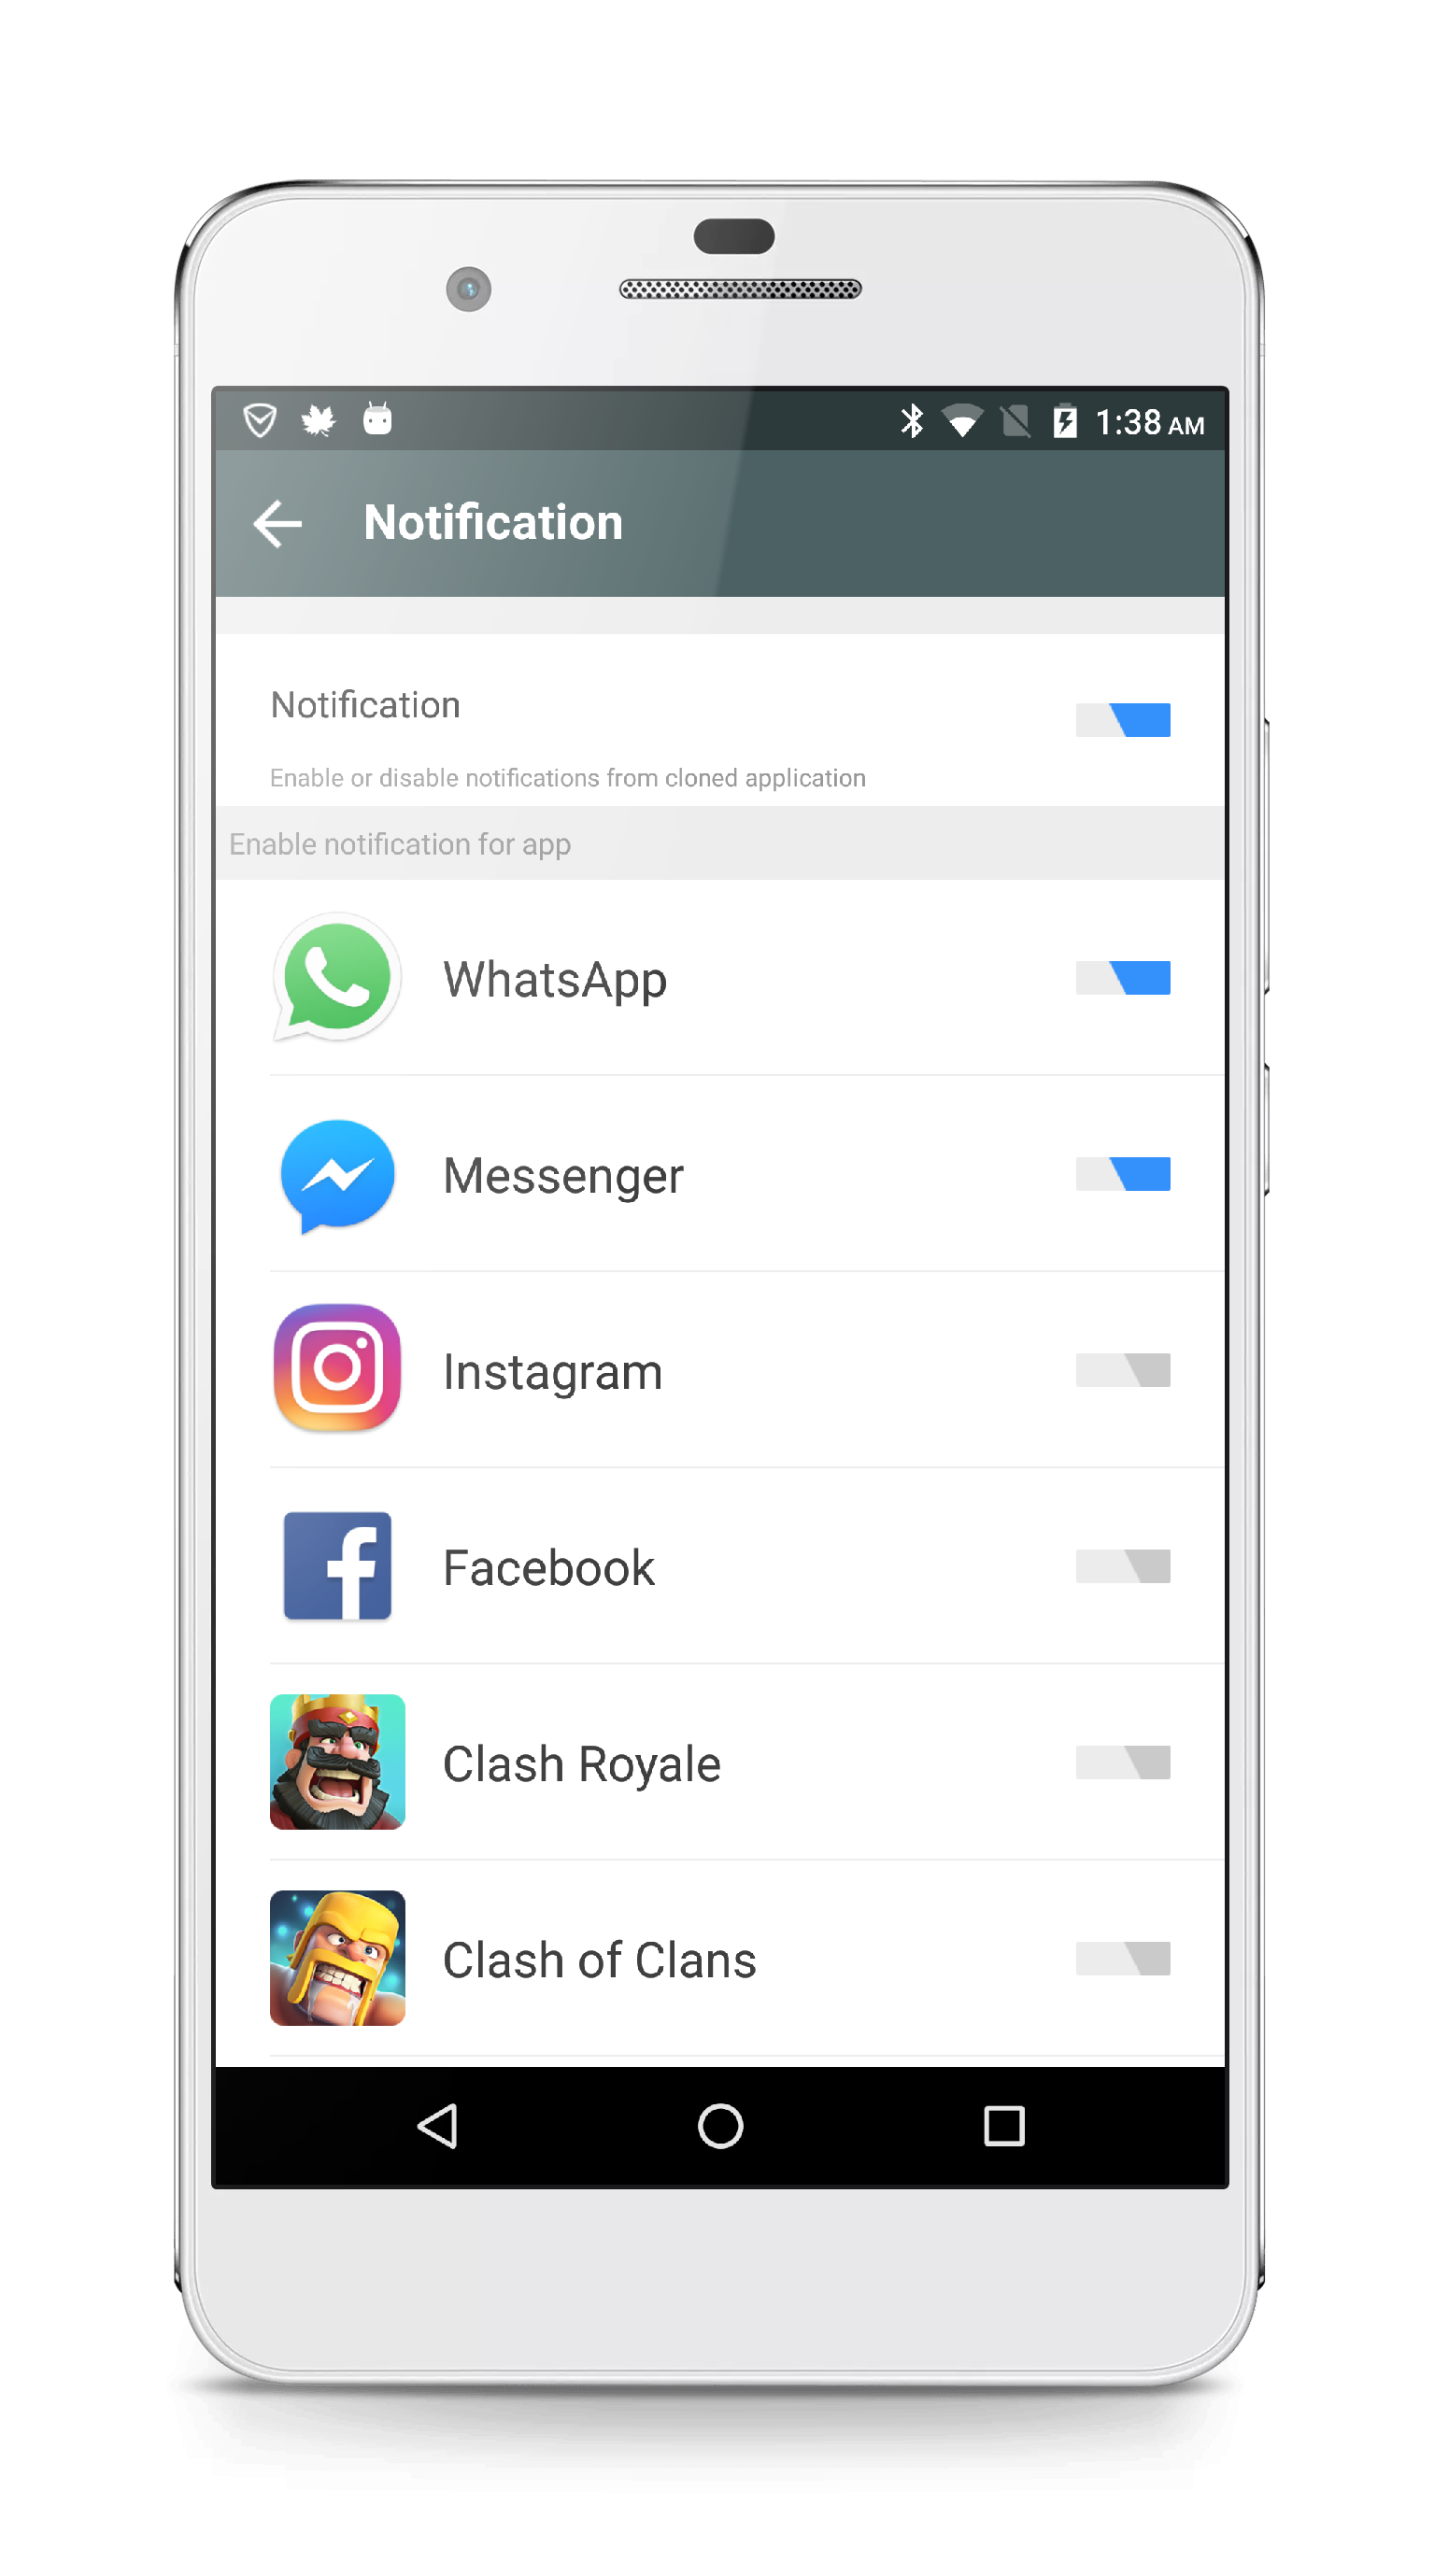 1:38 AM
Notification
Notification
Enable or disable notifications from cloned application
Enable notification for app
WhatsApp
Messenger
Instagram
Facebook
Clash Royale
Clash of Clans